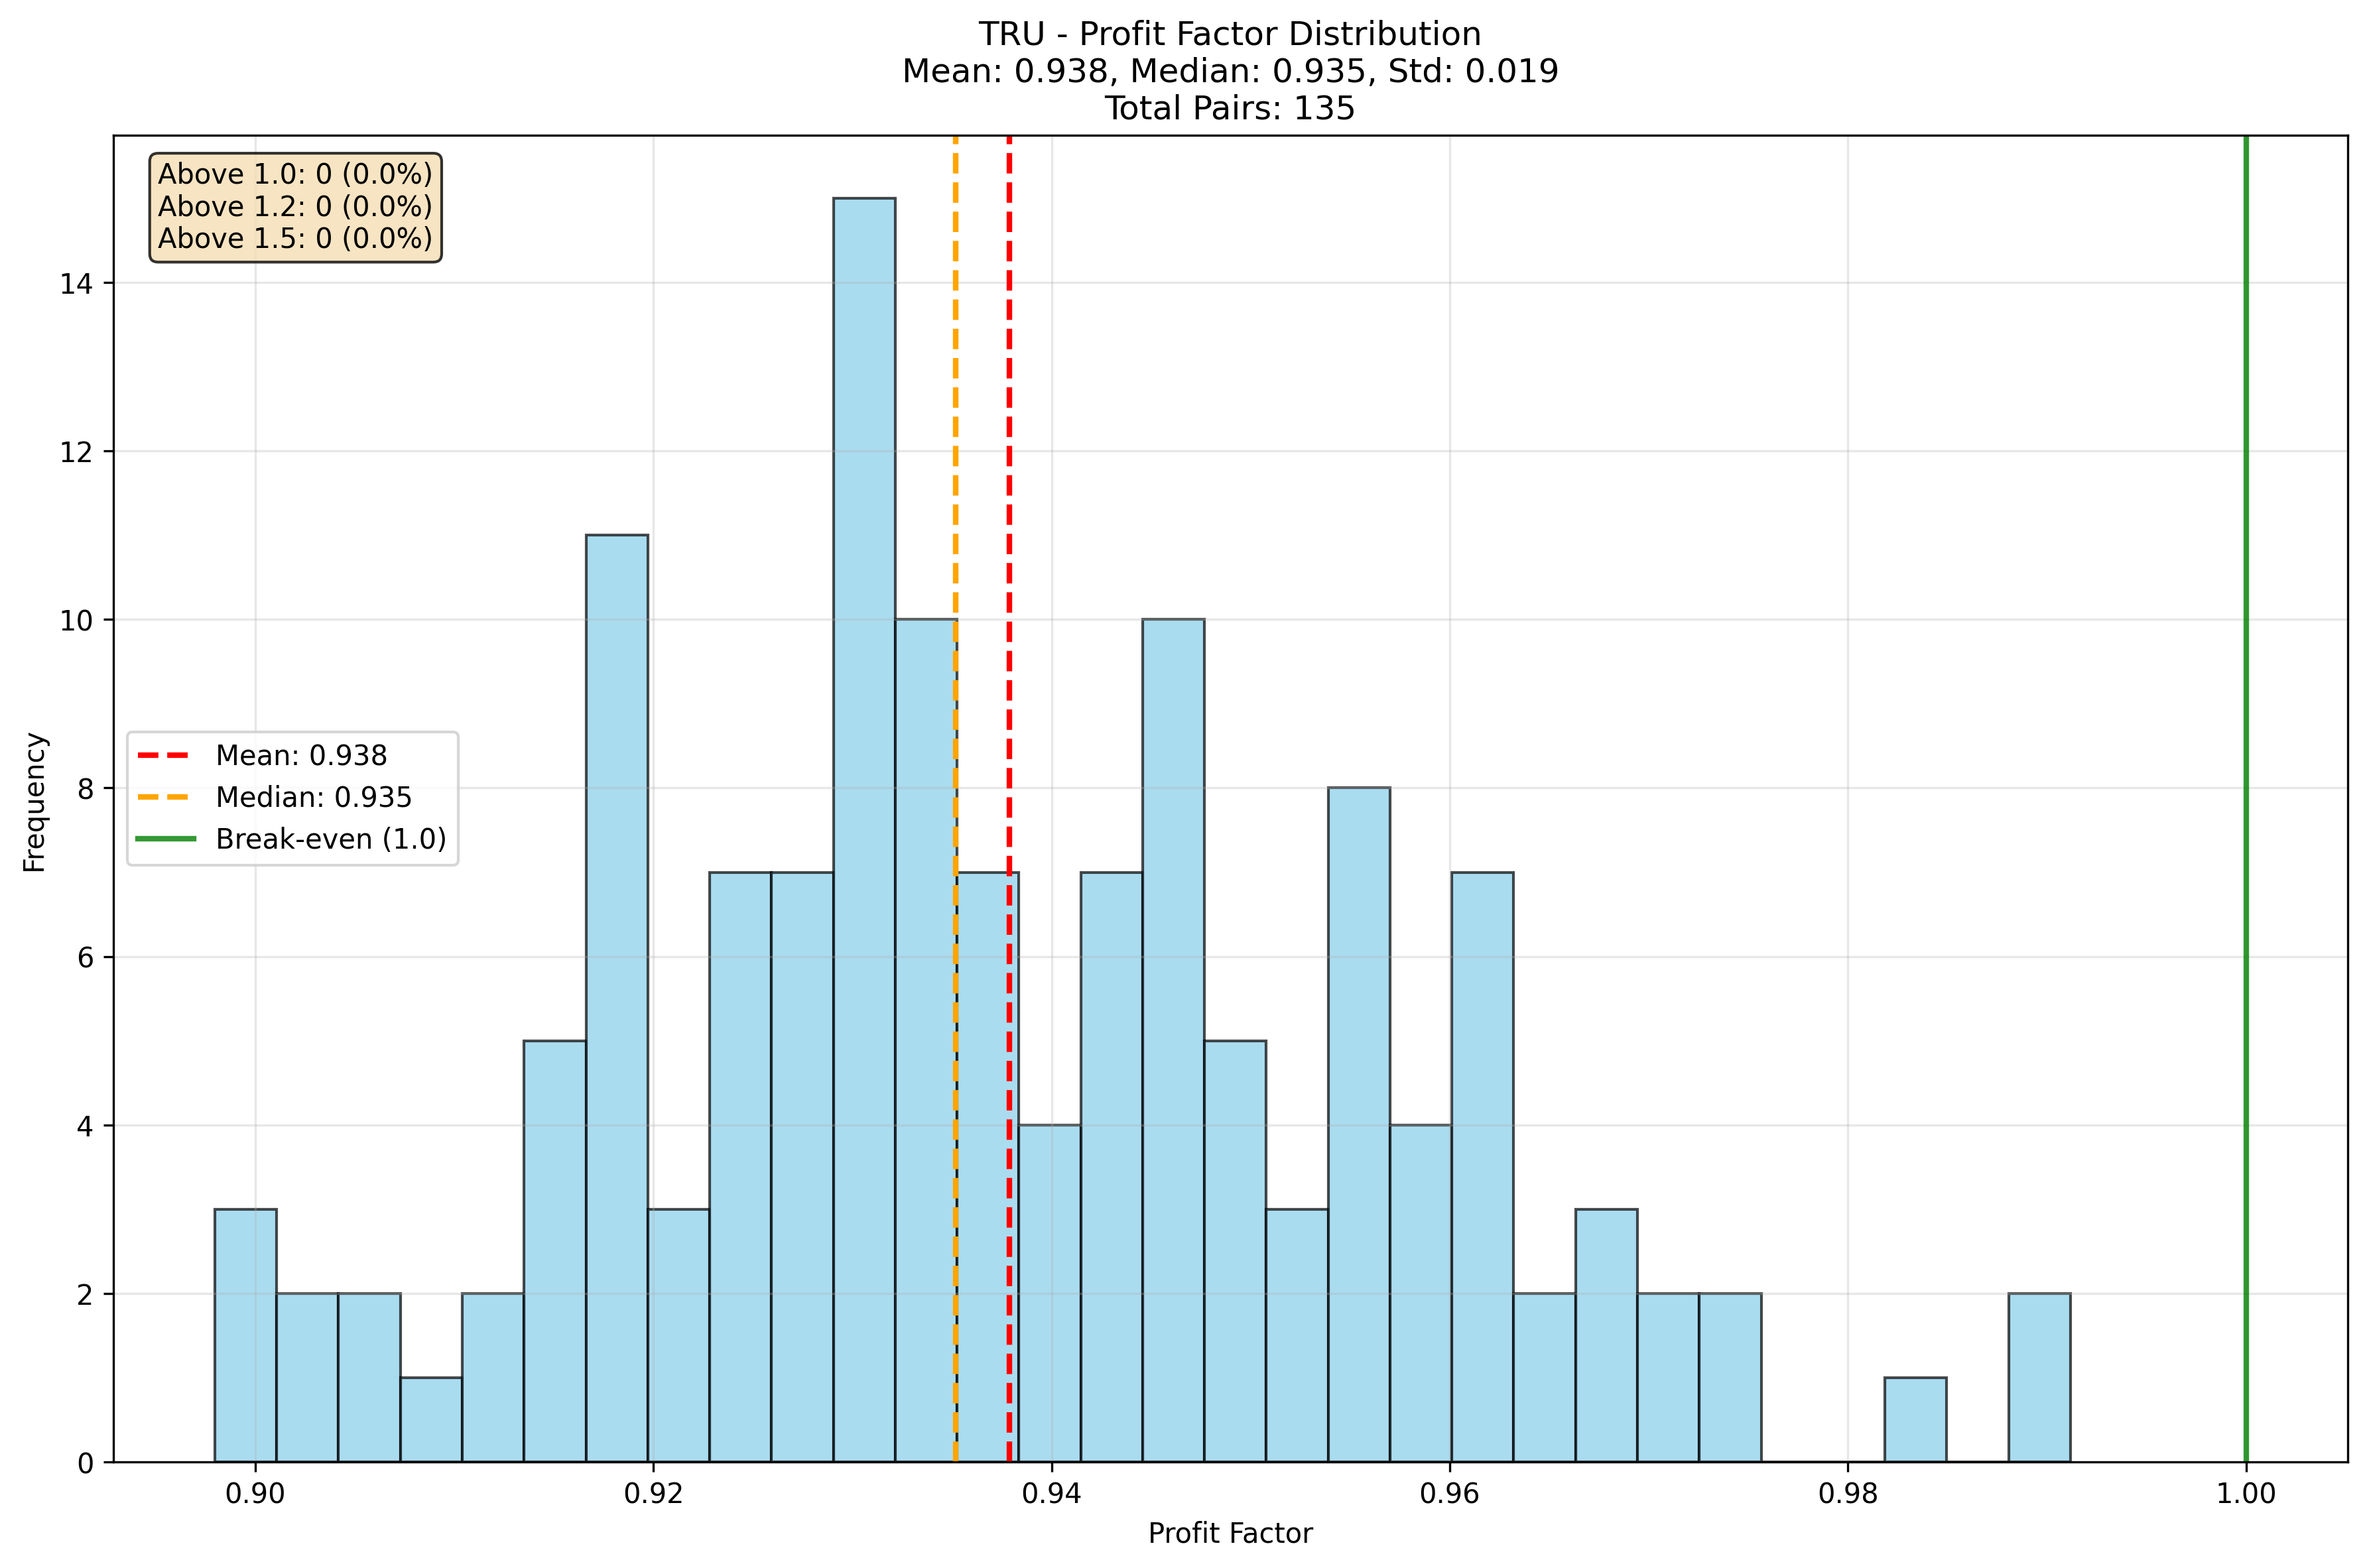 TRU - Profit Factor Distribution
Mean: 0.938, Median: 0.935, Std: 0.019
Total Pairs: 135
Above 1.0: 0 (0.0%)
Above 1.2: 0 (0.0%)
Above 1.5: 0 (0.0%)
Mean: 0.938
Median: 0.935
Break-even (1.0)
Frequency
14
12
10
8
6
4
2
0
0.90 0.92 0.94 0.96 0.98 1.00
Profit Factor